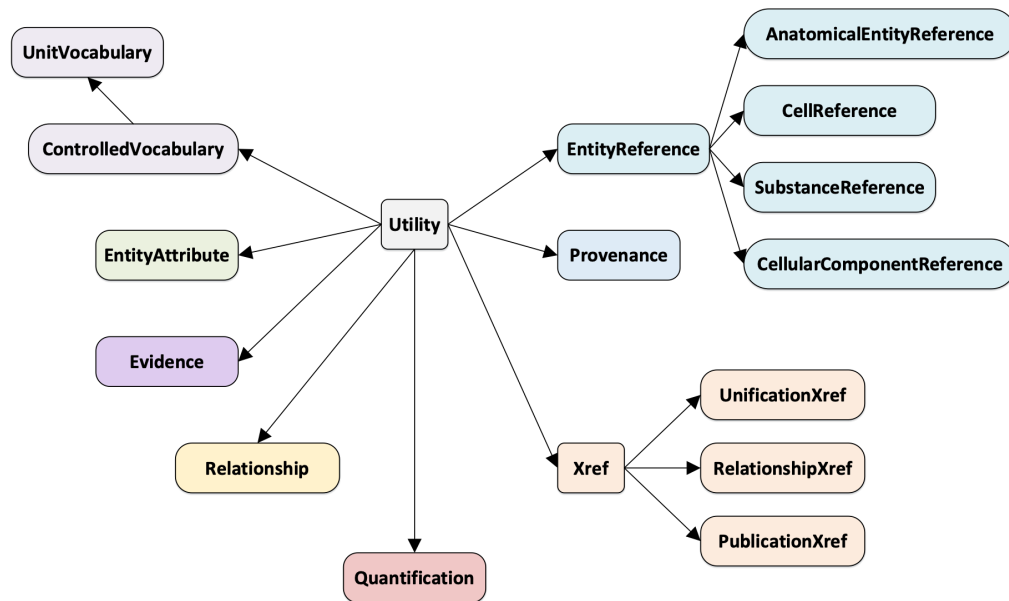 AnatomicalEntityReference
UnitVocabulary
CellReference
ControlledVocabulary
EntityReference
SubstanceReference
Utility
EntityAttribute
Provenance
CellularComponentReference
Evidence
UnificationXref
Relationship
Xref
RelationshipXref
PublicationXref
Quantification